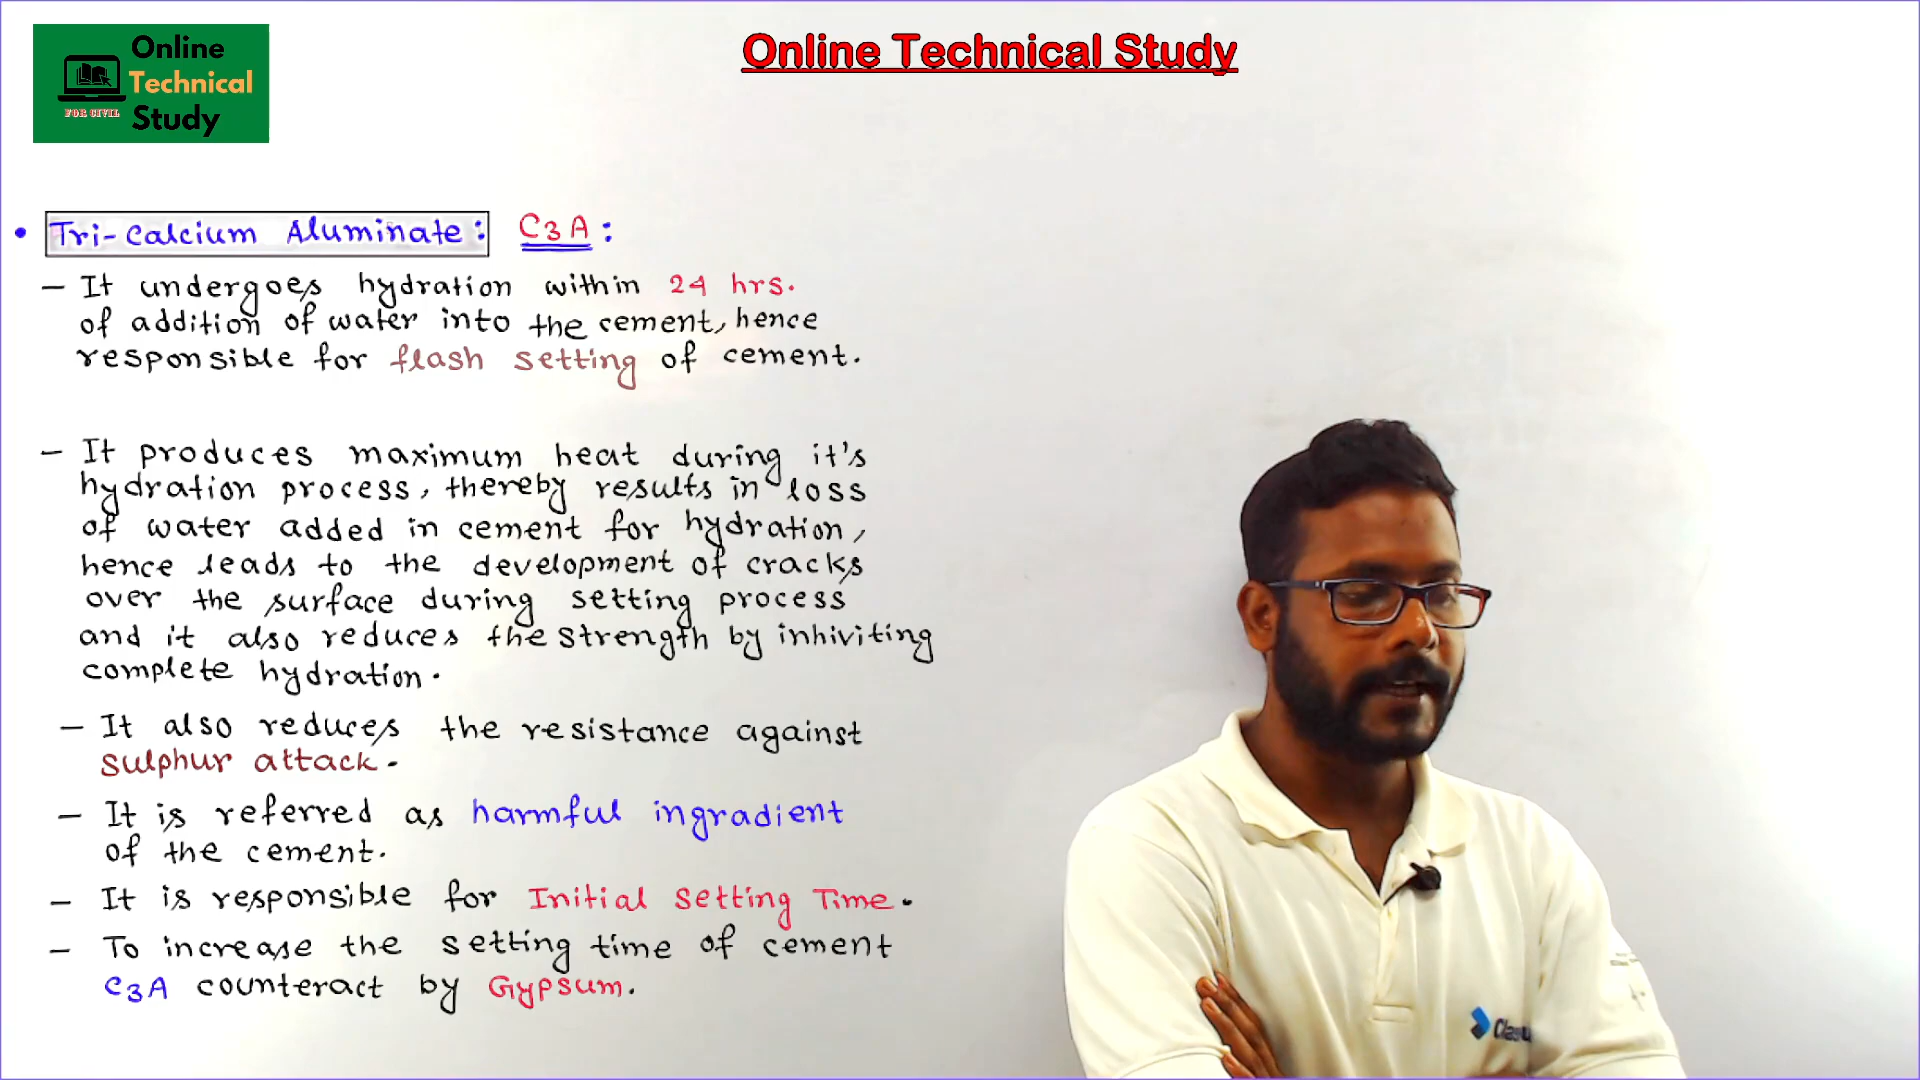 Online
Technical
FOR CIVIL
Study
Online Technical Study
• Tri-Calcium Aluminate: C3A:
– It undergoes hydration within 24 hrs.
of addition of water into the cement, hence
responsible for flash setting of cement.
– It produces maximum heat during it's
hydration process, thereby results in loss
of water added in cement for hydration,
hence leads to the development of cracks
over the surface during setting process
and it also reduces the strength by inhiviting
complete hydration.
– It also reduces the resistance against
sulphur attack.
– It is referred as harmful ingradient
of the cement.
– It is responsible for Initial Setting Time.
– To increase the setting time of cement
C3A counteract by Gypsum.